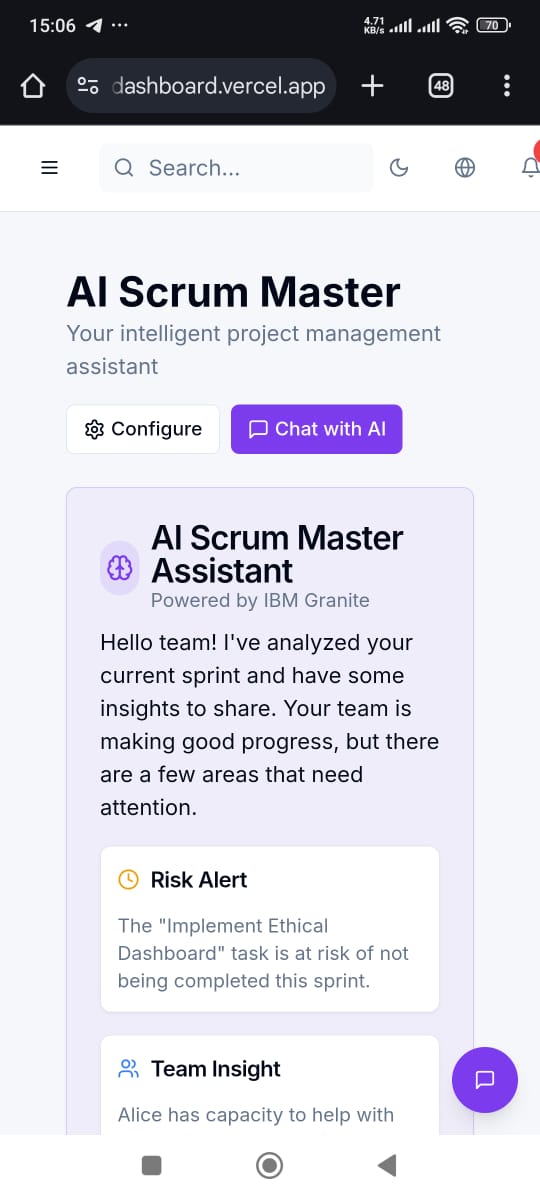 15:06
4.71
KB/s
70
dashboard.vercel.app
48
Search...
AI Scrum Master
Your intelligent project management
assistant
Configure
Chat with AI
AI Scrum Master
Assistant
Powered by IBM Granite
Hello team! I've analyzed your
current sprint and have some
insights to share. Your team is
making good progress, but there
are a few areas that need
attention.
Risk Alert
The "Implement Ethical
Dashboard" task is at risk of not
being completed this sprint.
Team Insight
Alice has capacity to help with